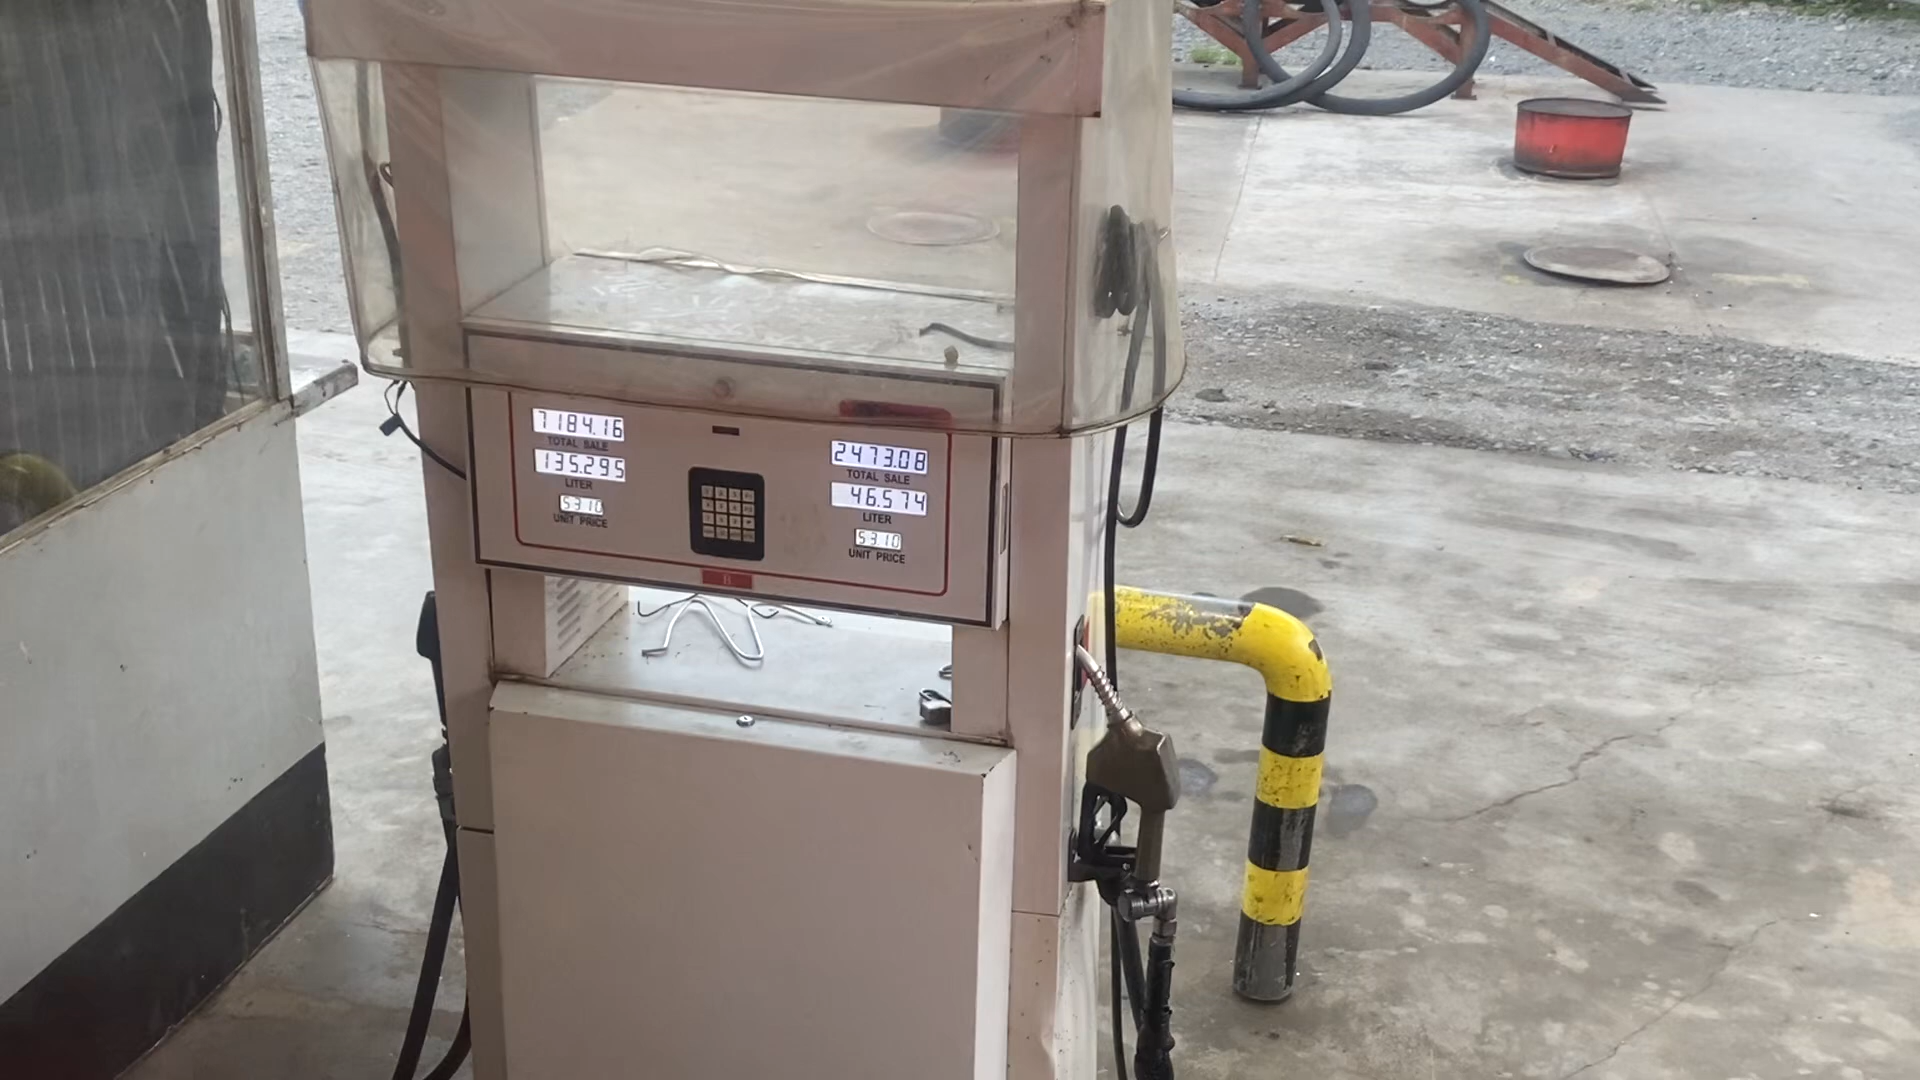 7184.16
TOTAL SALE
135.295
LITER
53.10
UNIT PRICE
2473.08
TOTAL SALE
46.574
LITER
53.10
UNIT PRICE
B